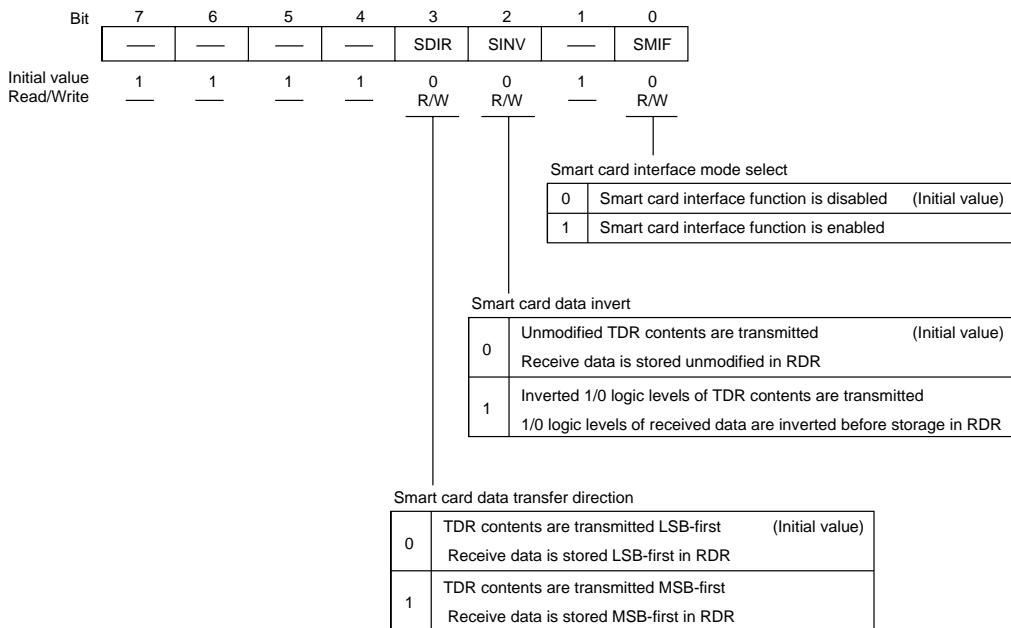 Bit 7 6 5 4 3 2 1 0
— — — — SDIR SINV — SMIF
Initial value 1 1 1 1 0 0 1 0
Read/Write — — — — R/W R/W — R/W
Smart card interface mode select
0 Smart card interface function is disabled (Initial value)
1 Smart card interface function is enabled
Smart card data invert
0 Unmodified TDR contents are transmitted (Initial value)
Receive data is stored unmodified in RDR
1 Inverted 1/0 logic levels of TDR contents are transmitted
1/0 logic levels of received data are inverted before storage in RDR
Smart card data transfer direction
0 TDR contents are transmitted LSB-first (Initial value)
Receive data is stored LSB-first in RDR
1 TDR contents are transmitted MSB-first
Receive data is stored MSB-first in RDR